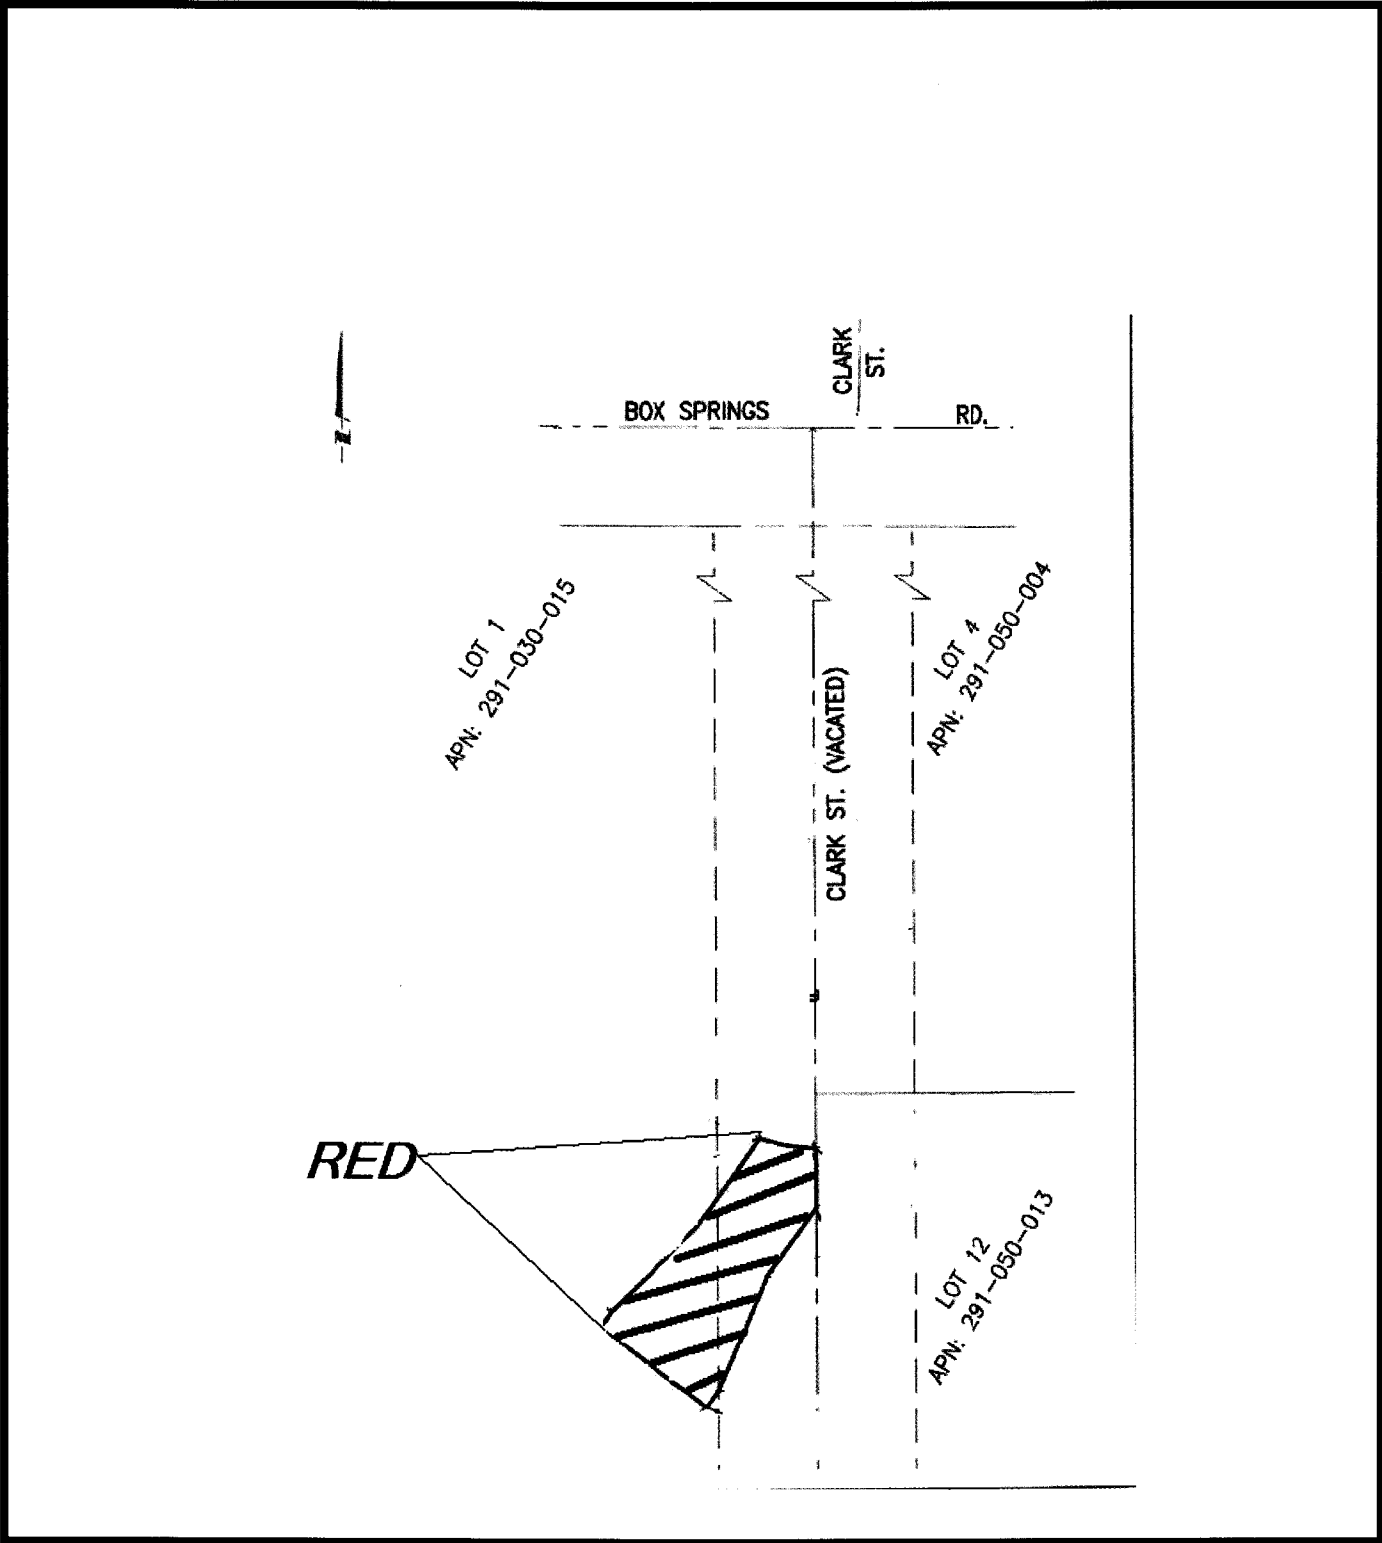 CLARK
ST.
BOX SPRINGS
RD.
N
LOT 1
APN: 291-030-015
LOT 4
APN: 291-050-004
CLARK ST. (VACATED)
RED
LOT 12
APN: 291-050-013